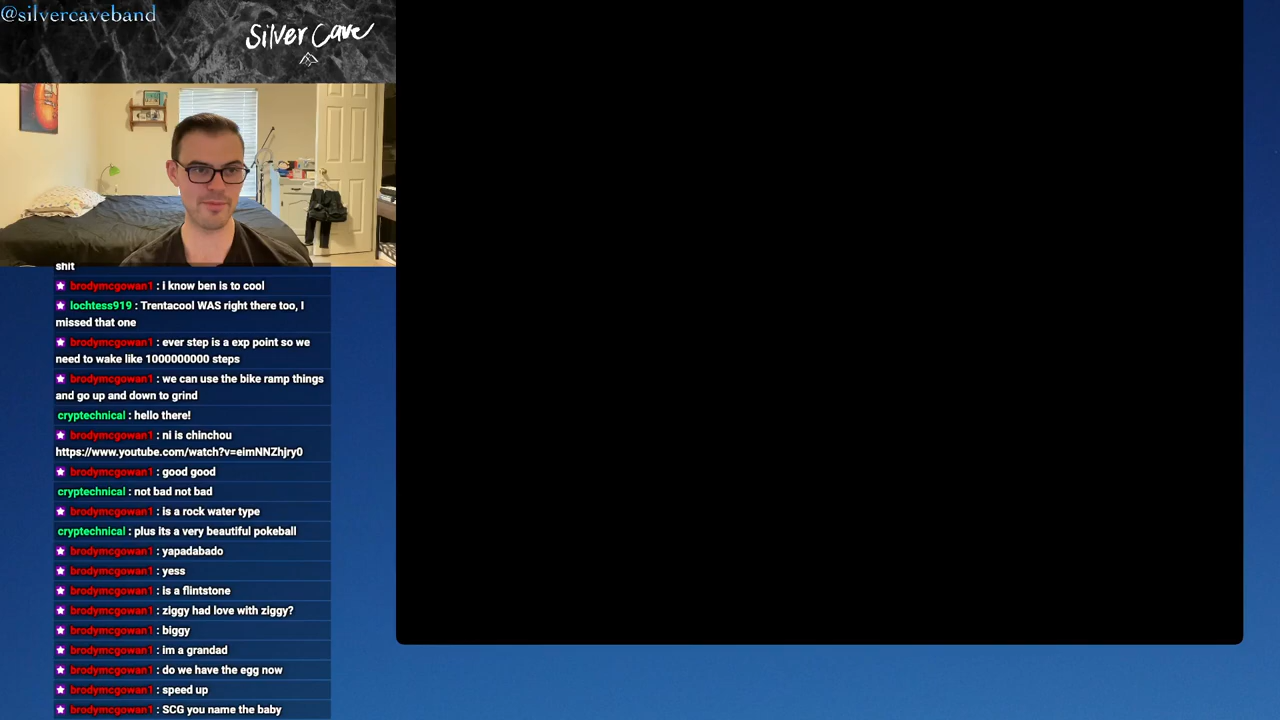 @silvercaveband
Silver Cave
shit
brodymcgowan1 : i know ben is to cool
lochtess919 : Trentacool WAS right there too, I
missed that one
brodymcgowan1 : ever step is a exp point so we
need to wake like 1000000000 steps
brodymcgowan1 : we can use the bike ramp things
and go up and down to grind
cryptechnical : hello there!
brodymcgowan1 : ni is chinchou
https://www.youtube.com/watch?v=eimNNZhjry0
brodymcgowan1 : good good
cryptechnical : not bad not bad
brodymcgowan1 : is a rock water type
cryptechnical : plus its a very beautiful pokeball
brodymcgowan1 : yapadabado
brodymcgowan1 : yess
brodymcgowan1 : is a flintstone
brodymcgowan1 : ziggy had love with ziggy?
brodymcgowan1 : biggy
brodymcgowan1 : im a grandad
brodymcgowan1 : do we have the egg now
brodymcgowan1 : speed up
brodymcgowan1 : SCG you name the baby